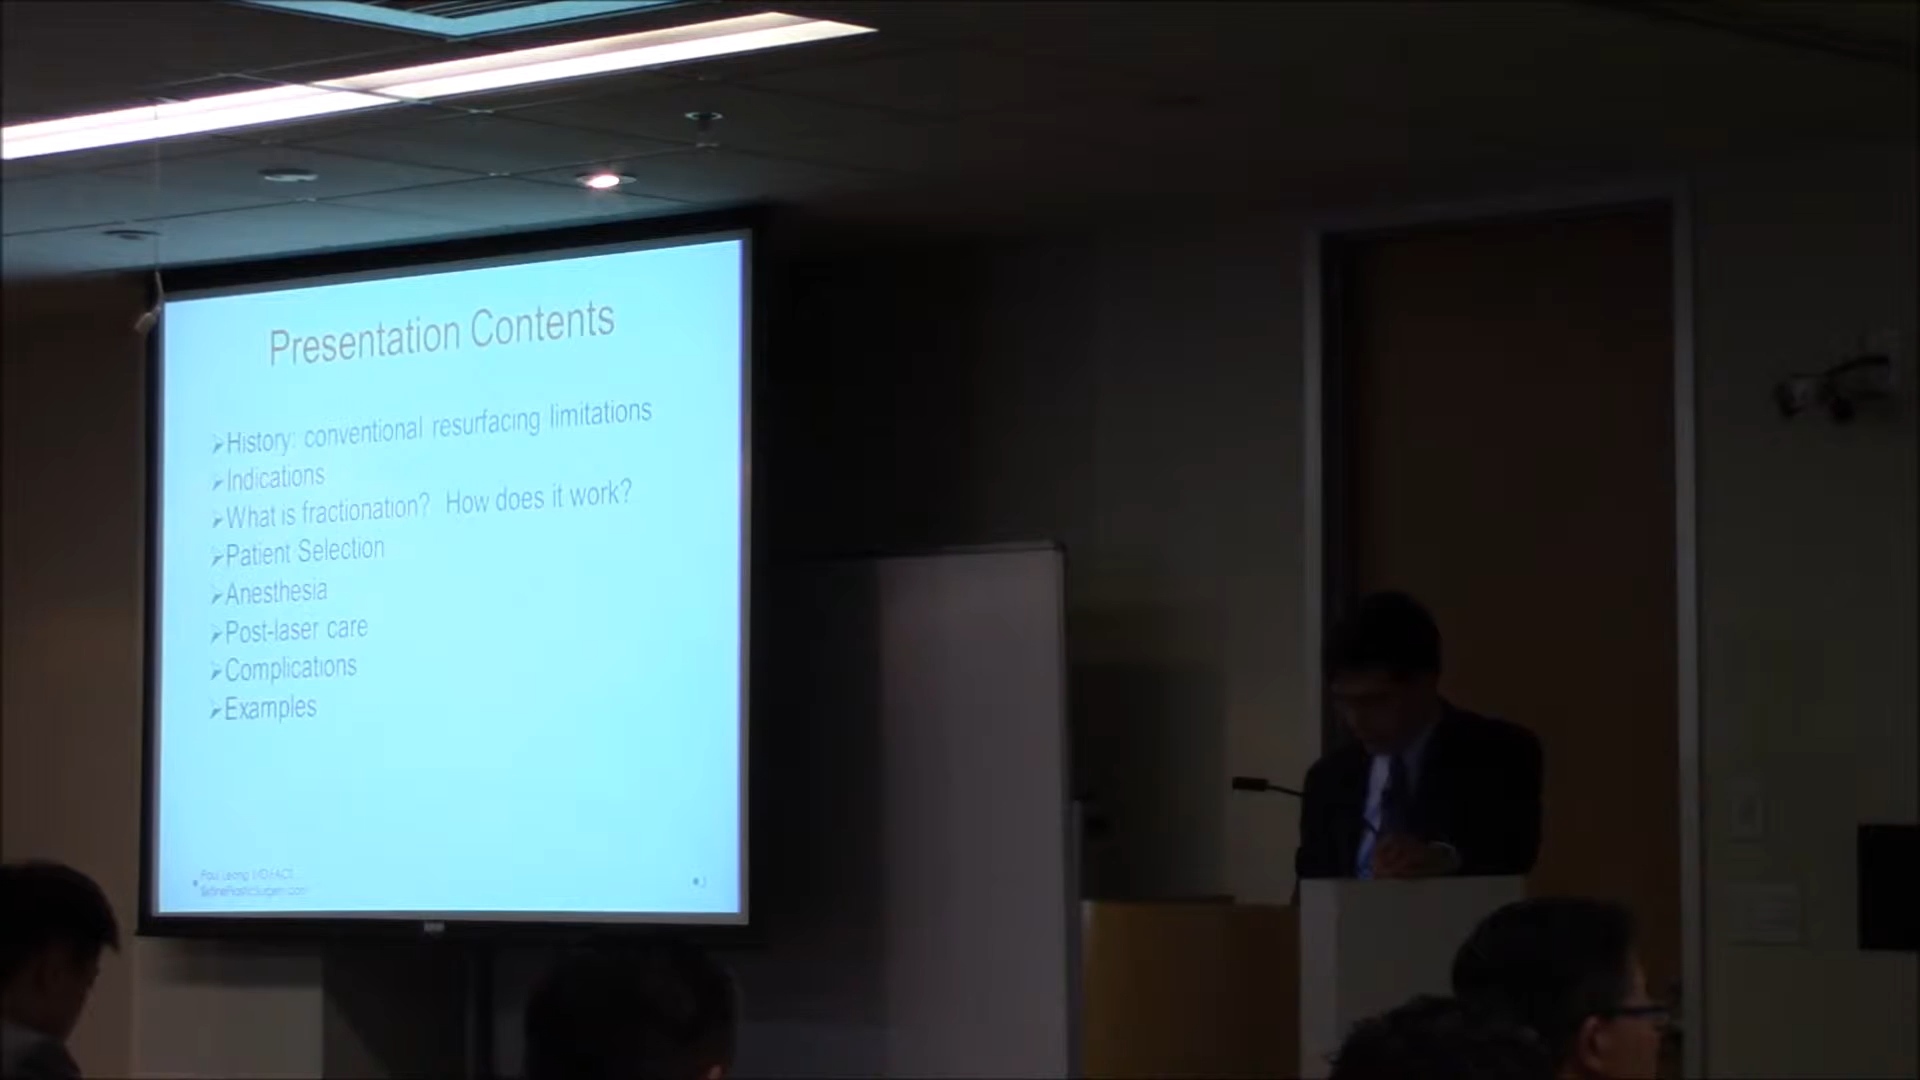 Presentation Contents
➢History: conventional resurfacing limitations
➢Indications
➢What is fractionation? How does it work?
➢Patient Selection
➢Anesthesia
➢Post-laser care
➢Complications
➢Examples